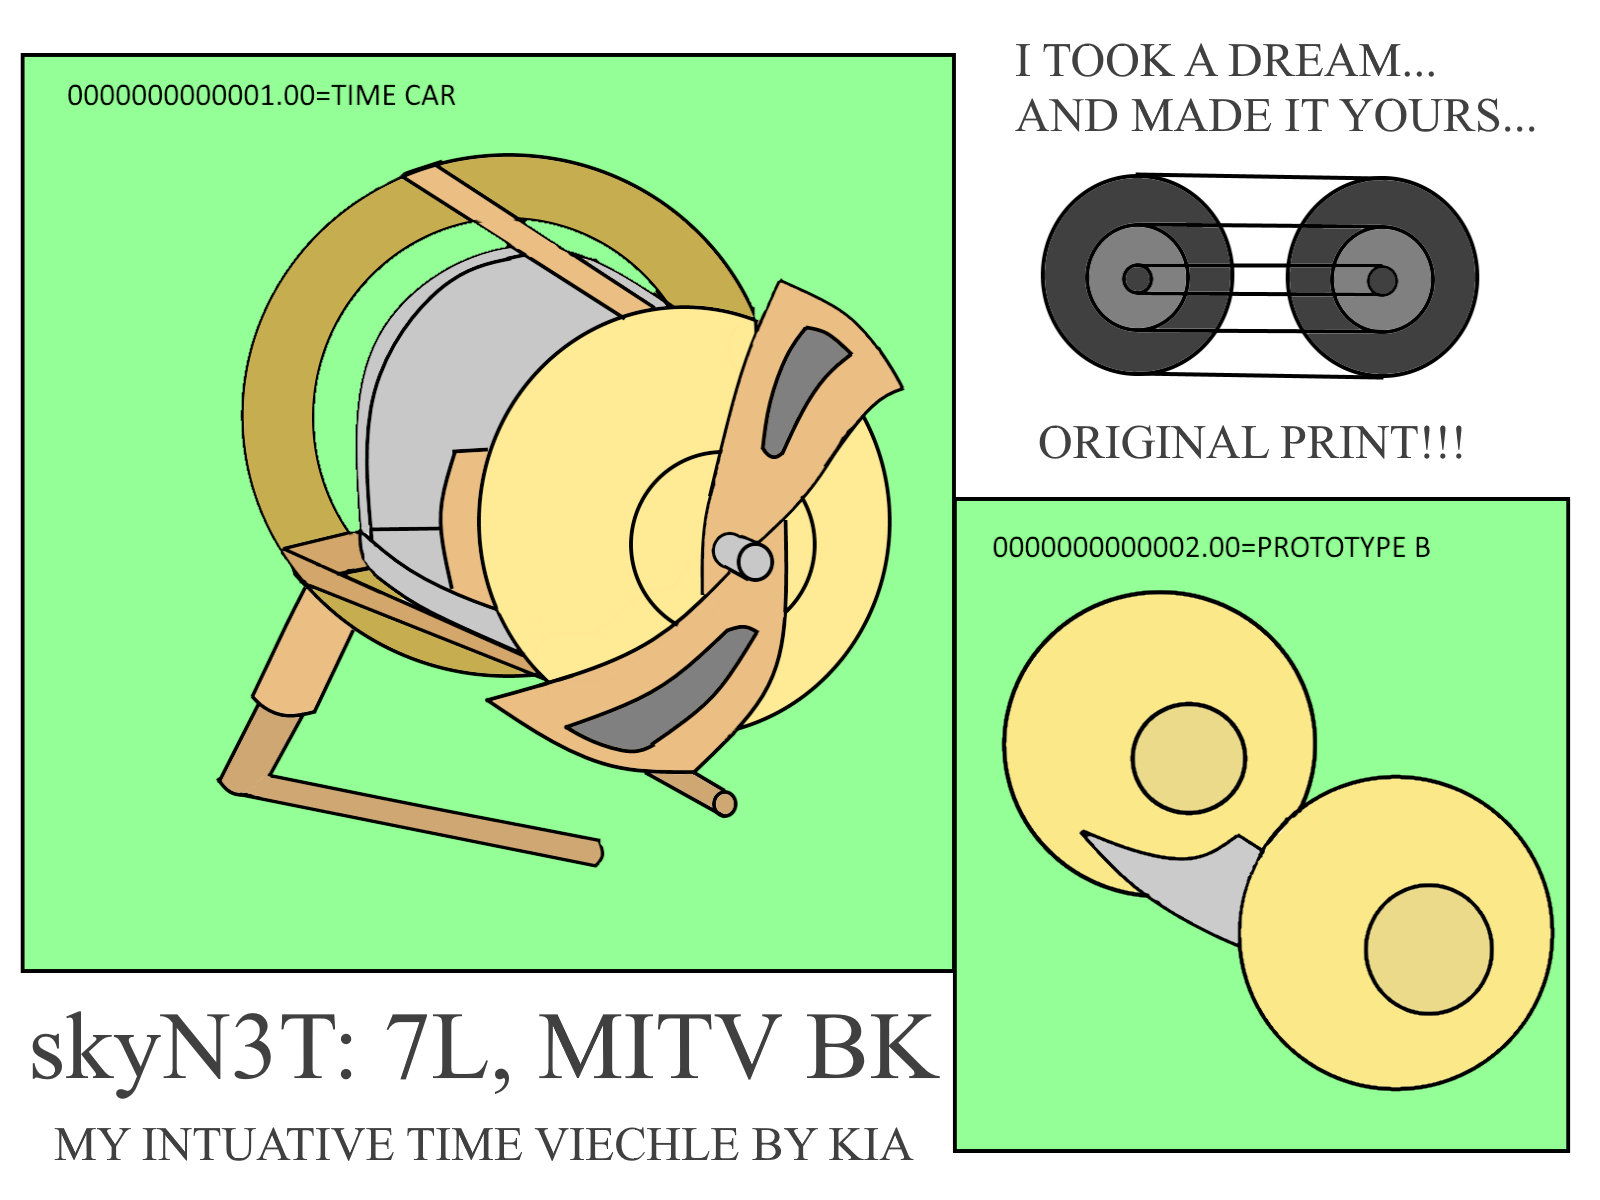 0000000000001.00=TIME CAR
I TOOK A DREAM...
AND MADE IT YOURS...
ORIGINAL PRINT!!!
0000000000002.00=PROTOTYPE B
skyN3T: 7L, MITV BK
MY INTUATIVE TIME VIECHLE BY KIA